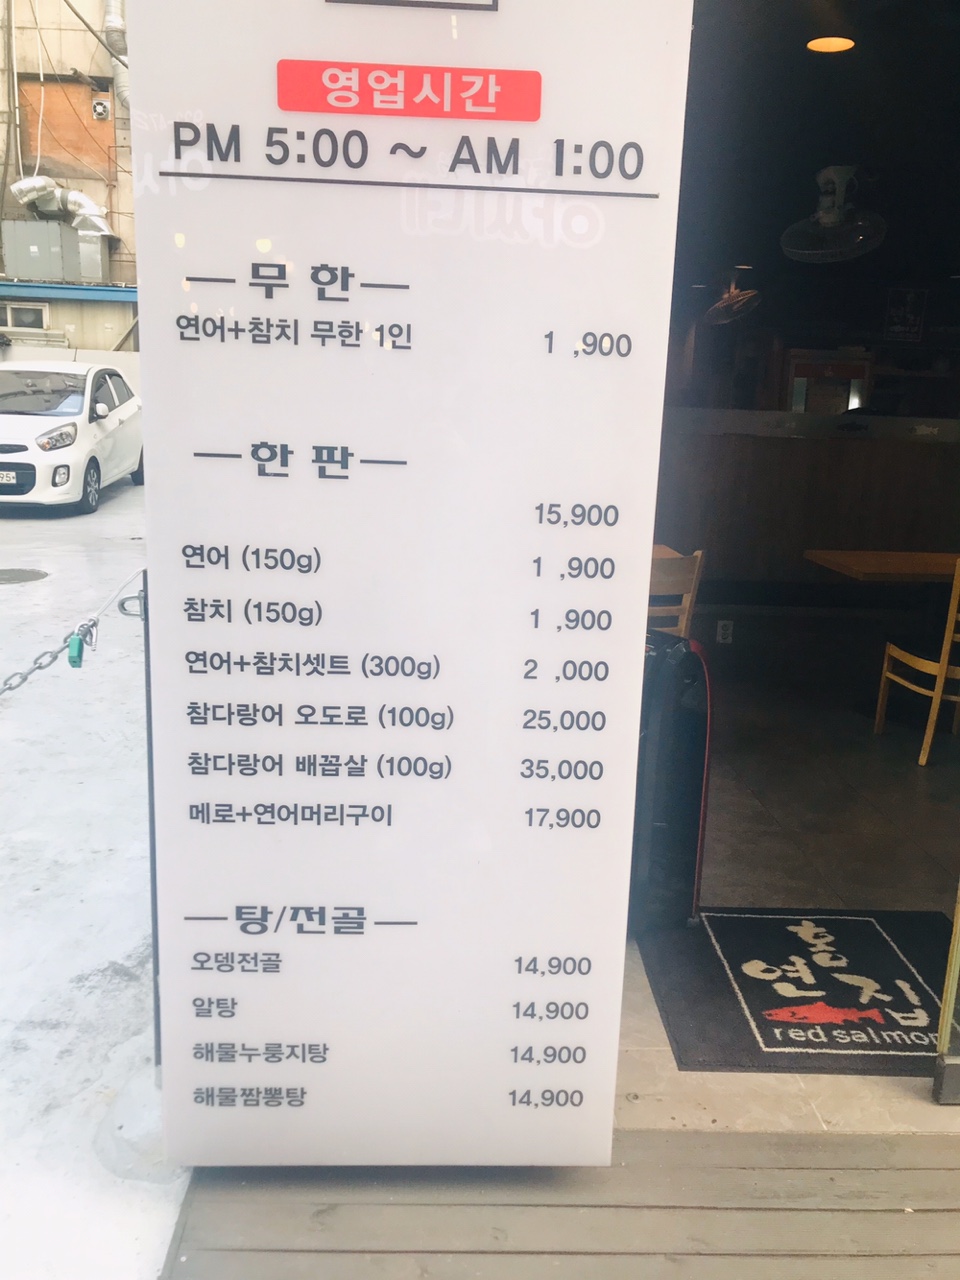 영업시간
PM 5:00 ~ AM 1:00
무 한
연어+참치 무한 1인 1 ,900
한 판
15,900
연어 (150g) 1 ,900
참치 (150g) 1 ,900
연어+참치셋트 (300g) 2 ,000
참다랑어 오도로 (100g) 25,000
참다랑어 배꼽살 (100g) 35,000
메로+연어머리구이 17,900
탕/전골
오뎅전골 14,900
알탕 14,900
해물누룽지탕 14,900
해물짬뽕탕 14,900
홍
연집
red salmon